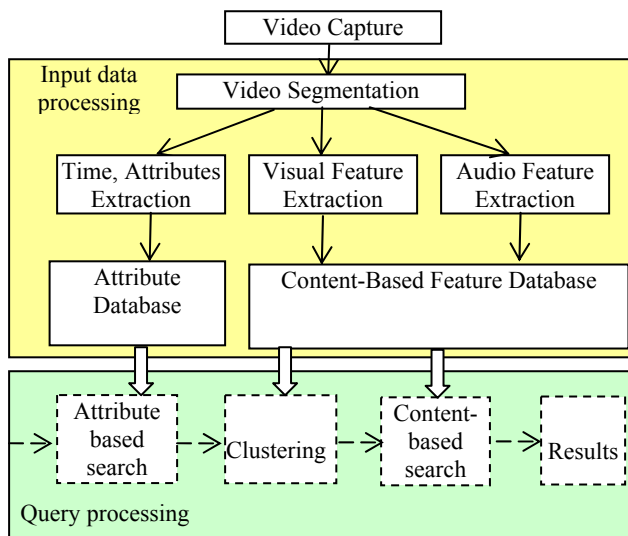 Video Capture
Input data
processing
Video Segmentation
Time, Attributes
Extraction
Visual Feature
Extraction
Audio Feature
Extraction
Attribute
Database
Content-Based Feature Database
Attribute
based
search
Clustering
Content-
based
search
Results
Query processing